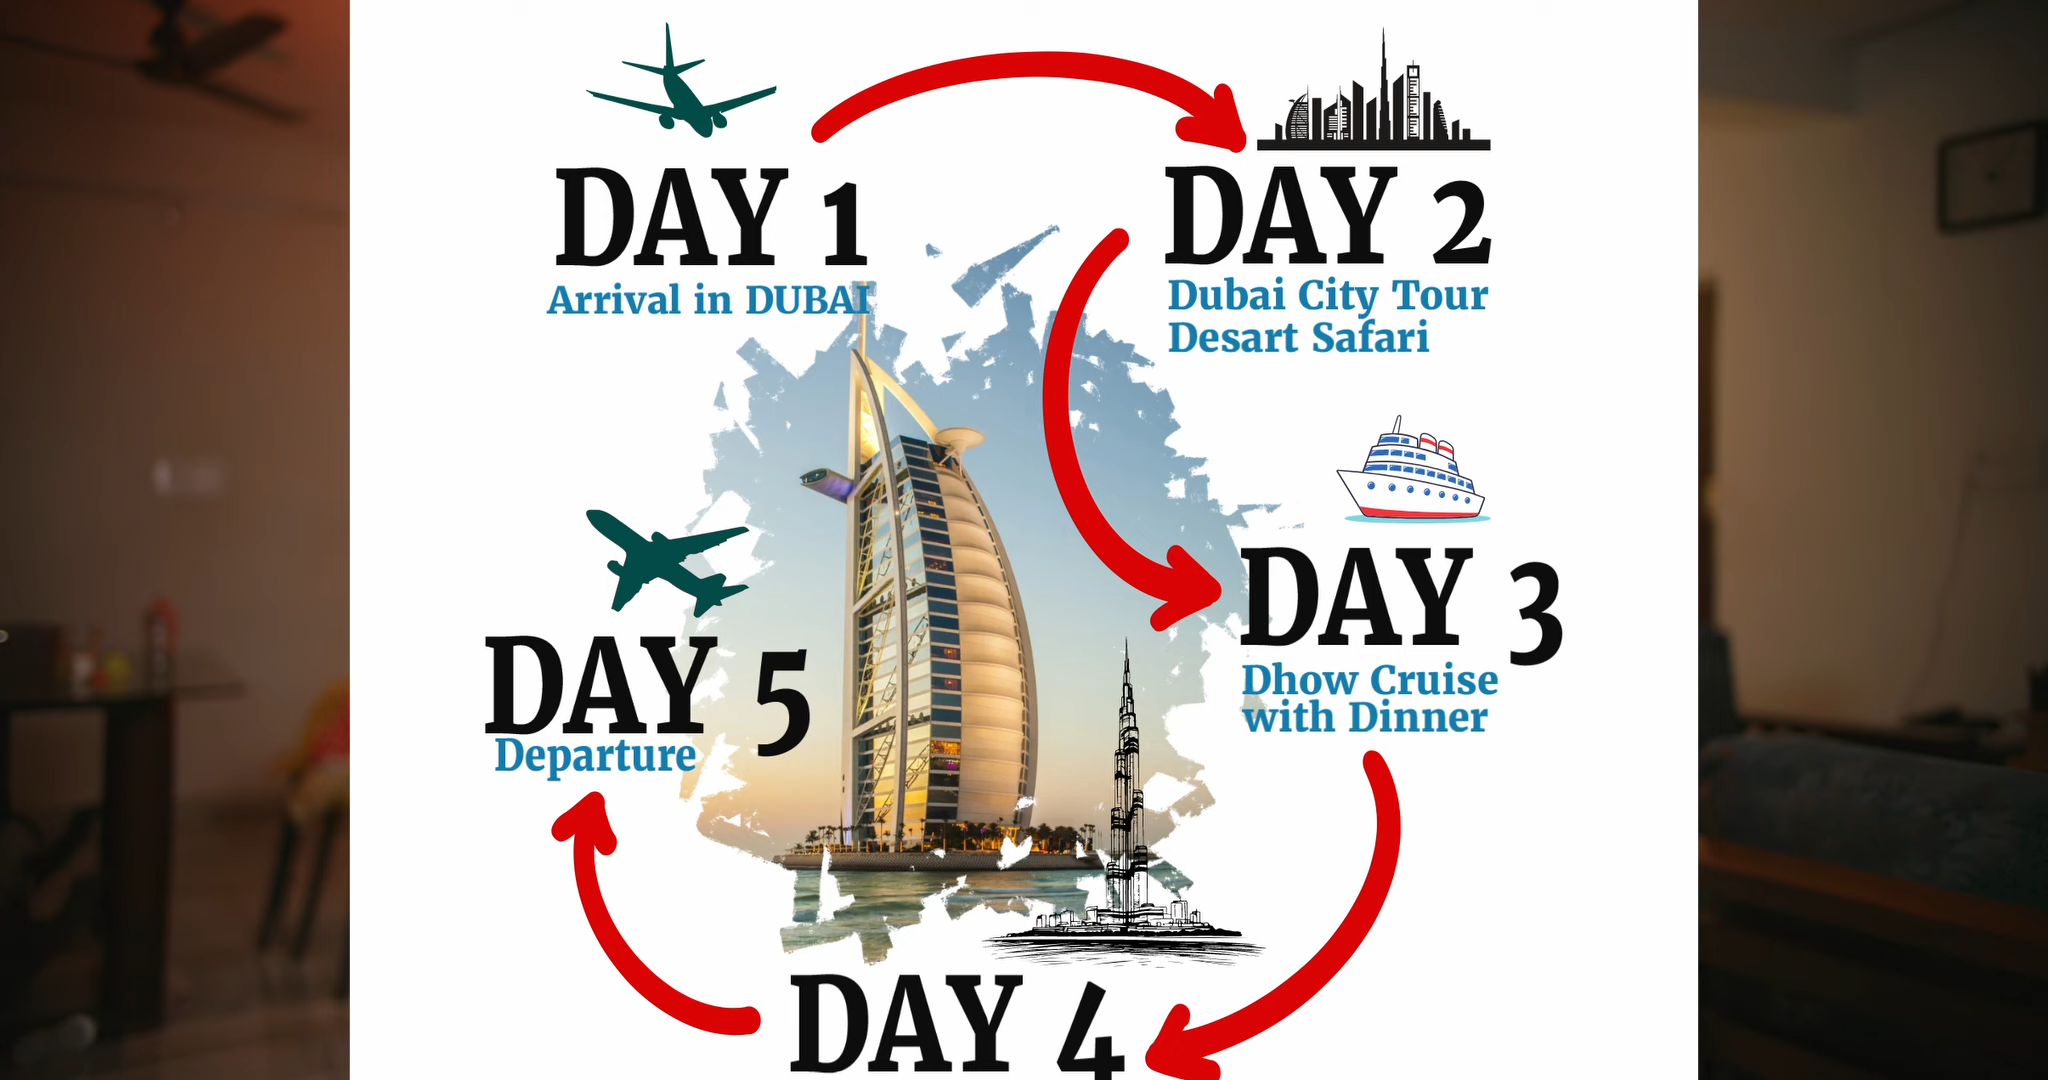 DAY 1
Arrival in DUBAI
DAY 2
Dubai City Tour
Desart Safari
DAY 3
Dhow Cruise
with Dinner
DAY 4
DAY 5
Departure